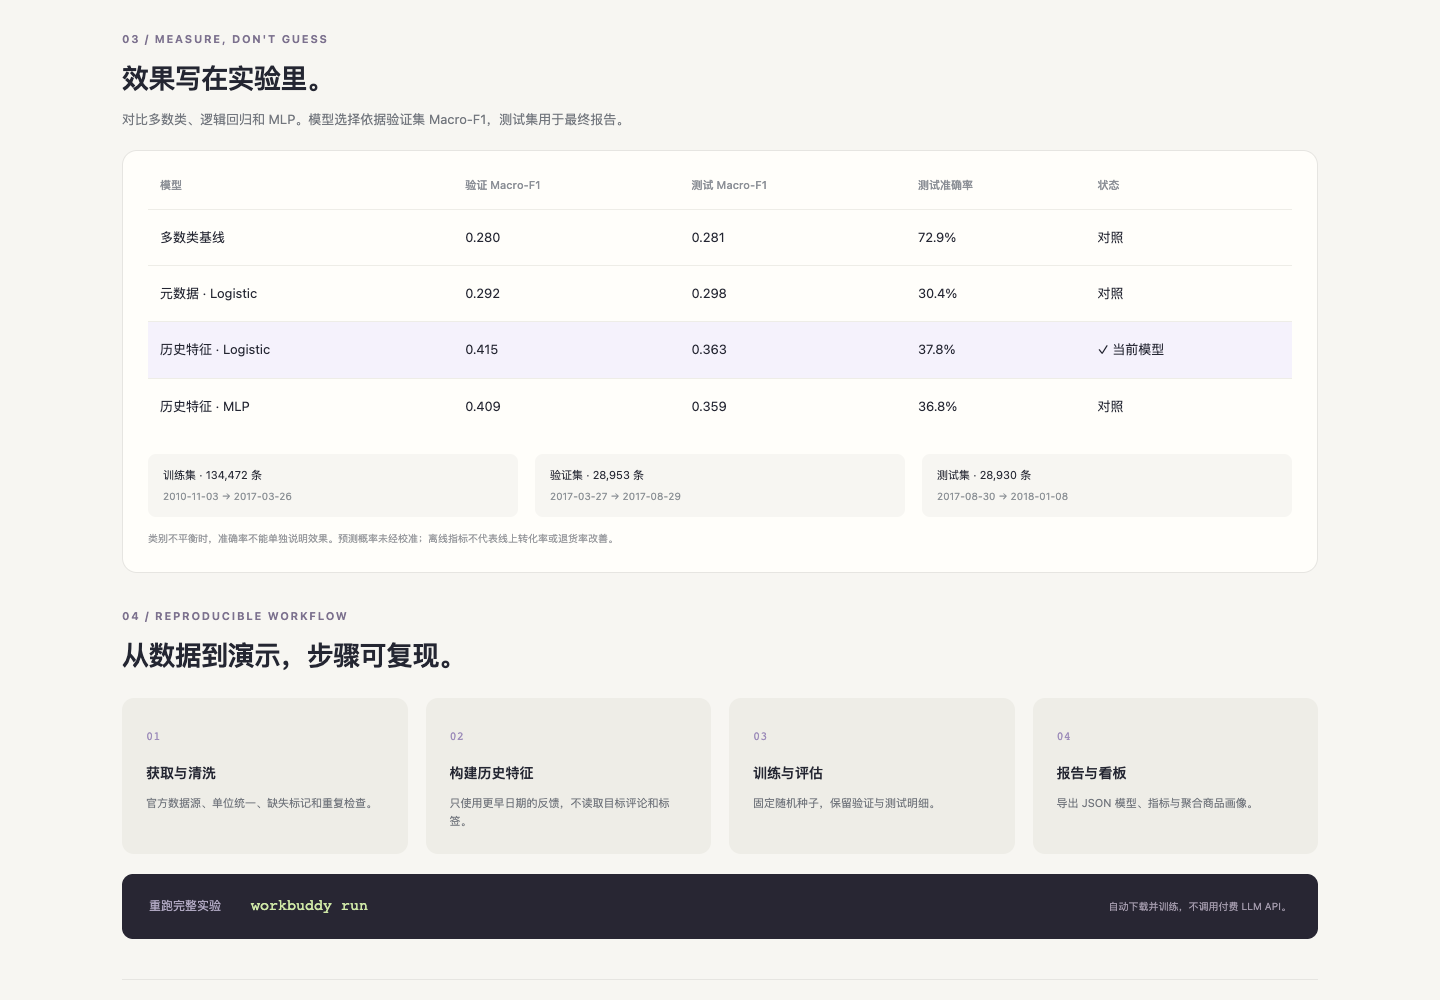 03 / MEASURE, DON'T GUESS
效果写在实验里。
对比多数类、逻辑回归和 MLP。模型选择依据验证集 Macro-F1，测试集用于最终报告。
模型 验证 Macro-F1 测试 Macro-F1 测试准确率 状态
多数类基线 0.280 0.281 72.9% 对照
元数据 · Logistic 0.292 0.298 30.4% 对照
历史特征 · Logistic 0.415 0.363 37.8% ✓ 当前模型
历史特征 · MLP 0.409 0.359 36.8% 对照
训练集 · 134,472 条
2010-11-03 → 2017-03-26
验证集 · 28,953 条
2017-03-27 → 2017-08-29
测试集 · 28,930 条
2017-08-30 → 2018-01-08
类别不平衡时，准确率不能单独说明效果。预测概率未经校准；离线指标不代表线上转化率或退货率改善。
04 / REPRODUCIBLE WORKFLOW
从数据到演示，步骤可复现。
01
获取与清洗
官方数据源、单位统一、缺失标记和重复检查。
02
构建历史特征
只使用更早日期的反馈，不读取目标评论和标
签。
03
训练与评估
固定随机种子，保留验证与测试明细。
04
报告与看板
导出 JSON 模型、指标与聚合商品画像。
重跑完整实验 workbuddy run 自动下载并训练，不调用付费 LLM API。